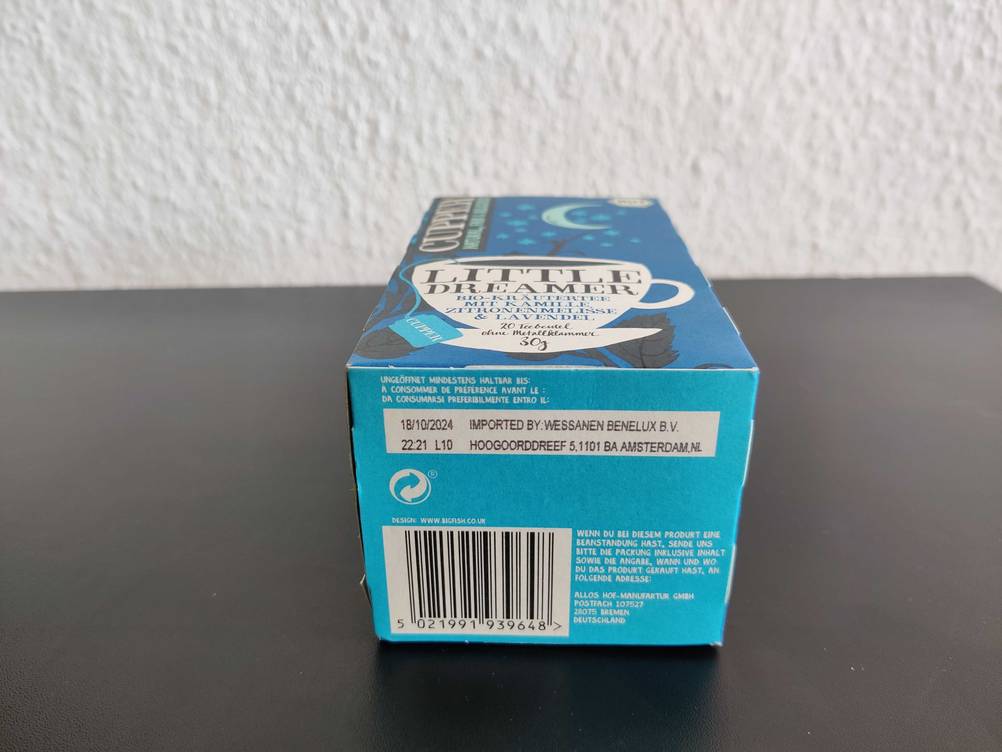 CUPPER
LITTLE
DREAMER
BIO-KRÄUTERTEE
MIT KAMILLE,
ZITRONENMELISSE
& LAVENDEL
20 Teebeutel
ohne Metallklammer
30g
CUPPER
UNGEÖFFNET MINDESTENS HALTBAR BIS:
A CONSOMMER DE PRÉFÉRENCE AVANT LE :
DA CONSUMARSI PREFERIBILMENTE ENTRO IL:
18/10/2024 IMPORTED BY:WESSANEN BENELUX B.V.
22:21 L10 HOOGOORDDREEF 5,1101 BA AMSTERDAM,NL
DESIGN: WWW.BIGFISH.CO.UK
WENN DU BEI DIESEM PRODUKT EINE
BEANSTANDUNG HAST, SENDE UNS
BITTE DIE PACKUNG INKLUSIVE INHALT
SOWIE DIE ANGABE, WANN UND WO
DU DAS PRODUKT GEKAUFT HAST, AN
FOLGENDE ADRESSE:
ALLOS HOF-MANUFAKTUR GMBH
POSTFACH 107527
28075 BREMEN
DEUTSCHLAND
5 021991 939648 >